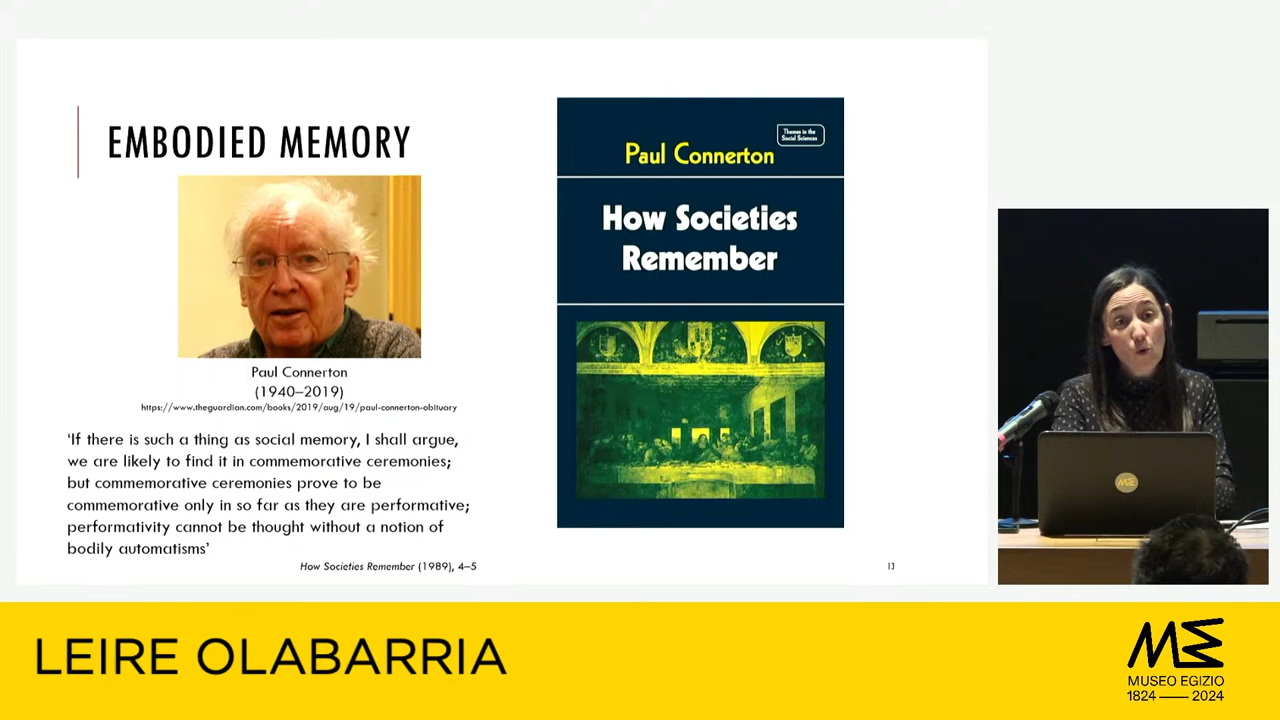 EMBODIED MEMORY
Paul Connerton
(1940–2019)
https://www.theguardian.com/books/2019/aug/19/paul-connerton-obituary
‘If there is such a thing as social memory, I shall argue,
we are likely to find it in commemorative ceremonies;
but commemorative ceremonies prove to be
commemorative only in so far as they are performative;
performativity cannot be thought without a notion of
bodily automatisms’
How Societies Remember (1989), 4–5
Themes in the
Social Sciences
Paul Connerton
How Societies
Remember
13
LEIRE OLABARRIA
ME
MUSEO EGIZIO
1824 — 2024